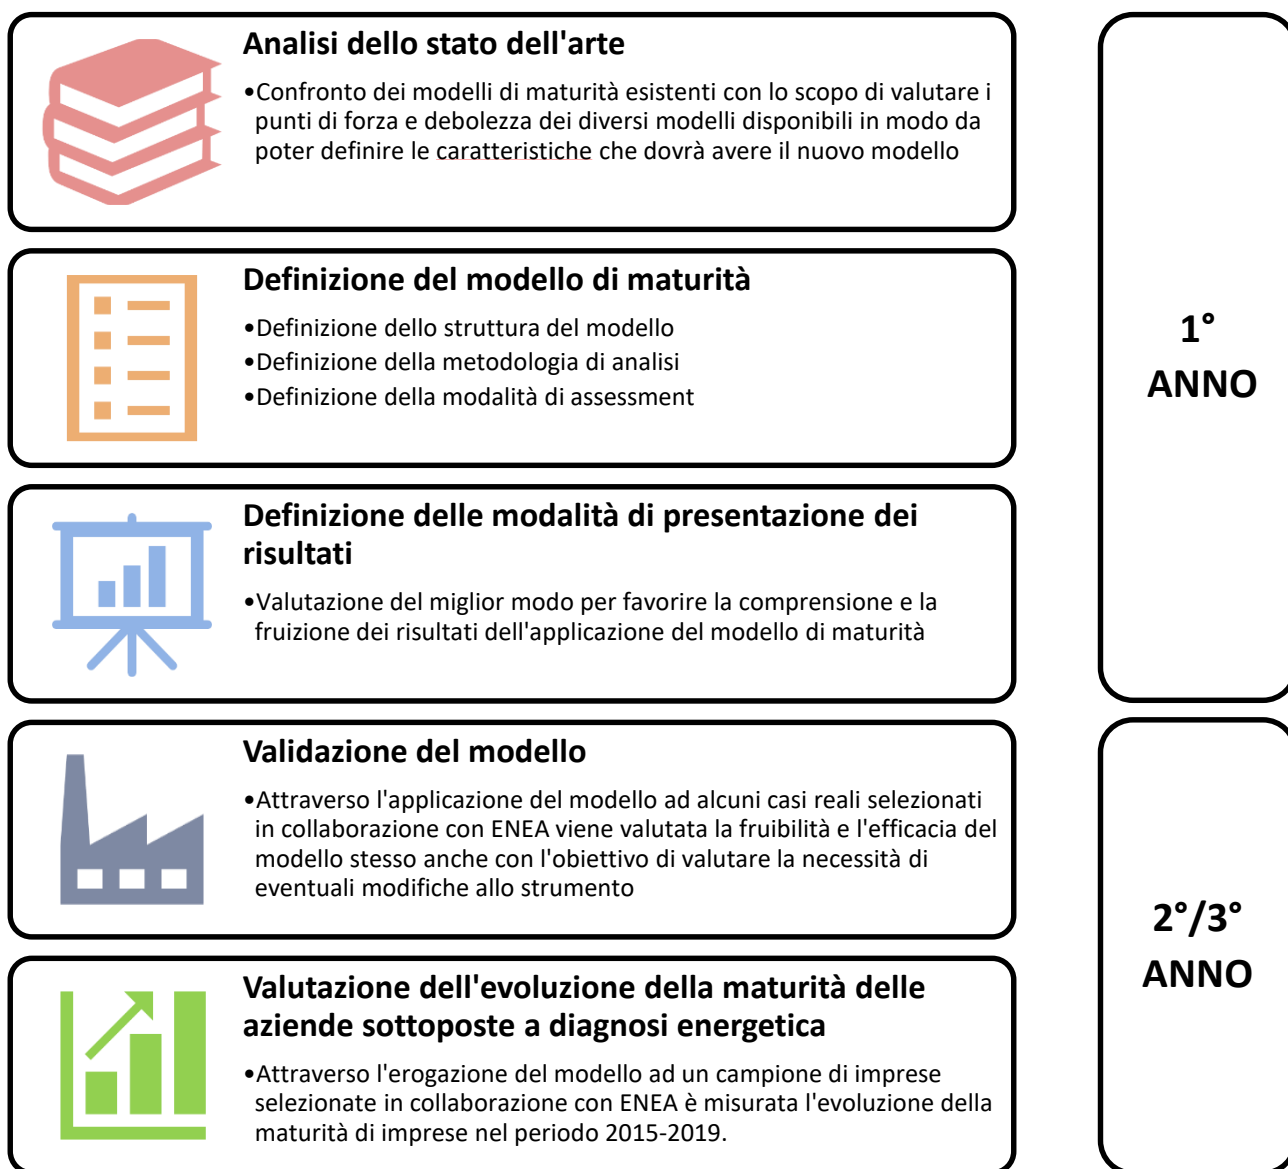 Analisi dello stato dell'arte
•Confronto dei modelli di maturità esistenti con lo scopo di valutare i
punti di forza e debolezza dei diversi modelli disponibili in modo da
poter definire le caratteristiche che dovrà avere il nuovo modello
Definizione del modello di maturità
•Definizione dello struttura del modello
•Definizione della metodologia di analisi
•Definizione della modalità di assessment
Definizione delle modalità di presentazione dei
risultati
•Valutazione del miglior modo per favorire la comprensione e la
fruizione dei risultati dell'applicazione del modello di maturità
1°
ANNO
Validazione del modello
•Attraverso l'applicazione del modello ad alcuni casi reali selezionati
in collaborazione con ENEA viene valutata la fruibilità e l'efficacia del
modello stesso anche con l'obiettivo di valutare la necessità di
eventuali modifiche allo strumento
Valutazione dell'evoluzione della maturità delle
aziende sottoposte a diagnosi energetica
•Attraverso l'erogazione del modello ad un campione di imprese
selezionate in collaborazione con ENEA è misurata l'evoluzione della
maturità di imprese nel periodo 2015-2019.
2°/3°
ANNO